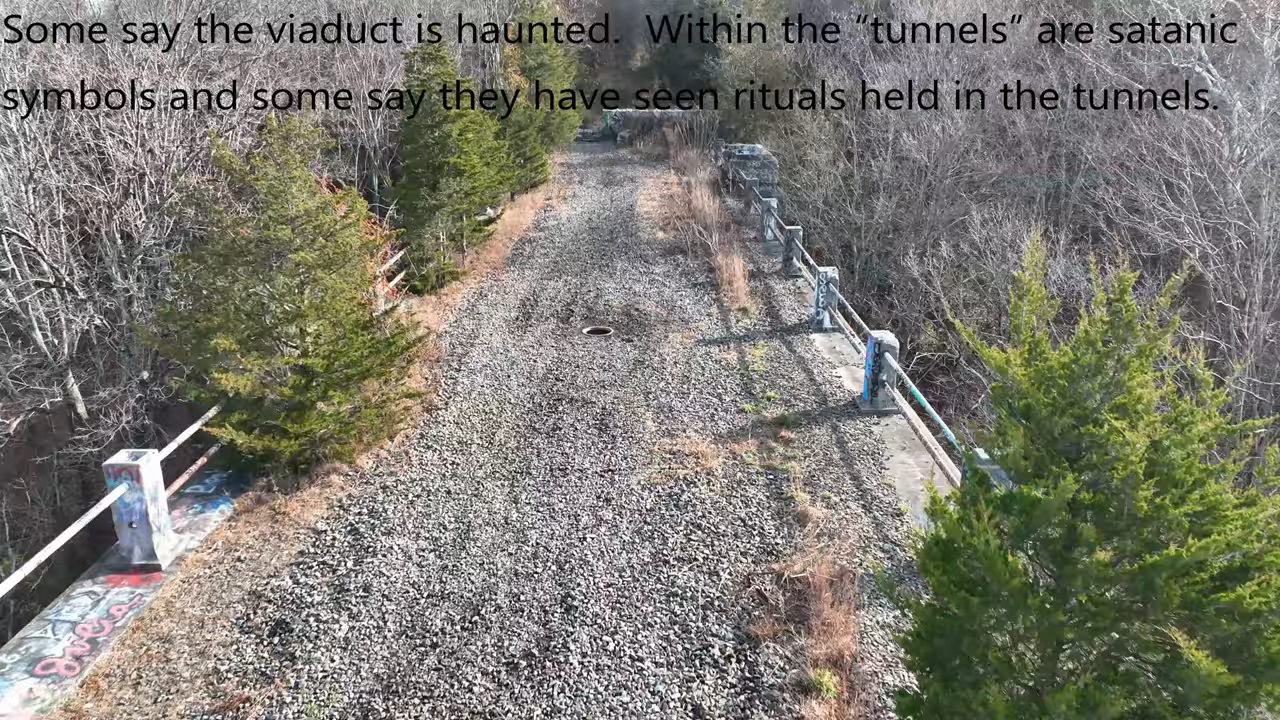 Some say the viaduct is haunted.  Within the “tunnels” are satanic
symbols and some say they have seen rituals held in the tunnels.